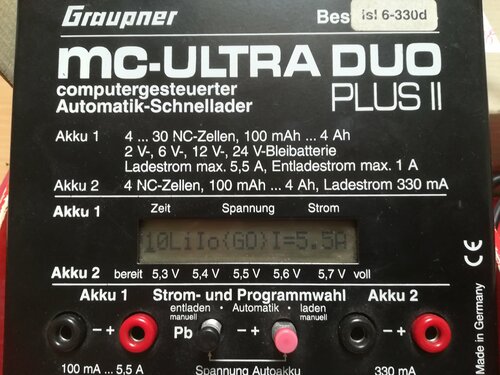 Graupner Bes
lsl 6-330d
mc-ULTRA DUO
PLUS II
computergesteuerter
Automatik-Schnellader
Akku 1 4 ... 30 NC-Zellen, 100 mAh ... 4 Ah
2 V-, 6 V-, 12 V-, 24 V-Bleibatterie
Ladestrom max. 5,5 A, Entladestrom max. 1 A
Akku 2 4 NC-Zellen, 100 mAh ... 4 Ah, Ladestrom 330 mA
Akku 1 Zeit Spannung Strom
10LiIo{GO}I=5.5A
Akku 2 bereit 5,3 V 5,4 V 5,5 V 5,6 V 5,7 V voll
Akku 1 Strom- und Programmwahl Akku 2
entladen • Automatik • laden
manuell manuell
- + Pb - + - +
100 mA ... 5,5 A Spannung Autoakku 330 mA
CE
Made in Germany